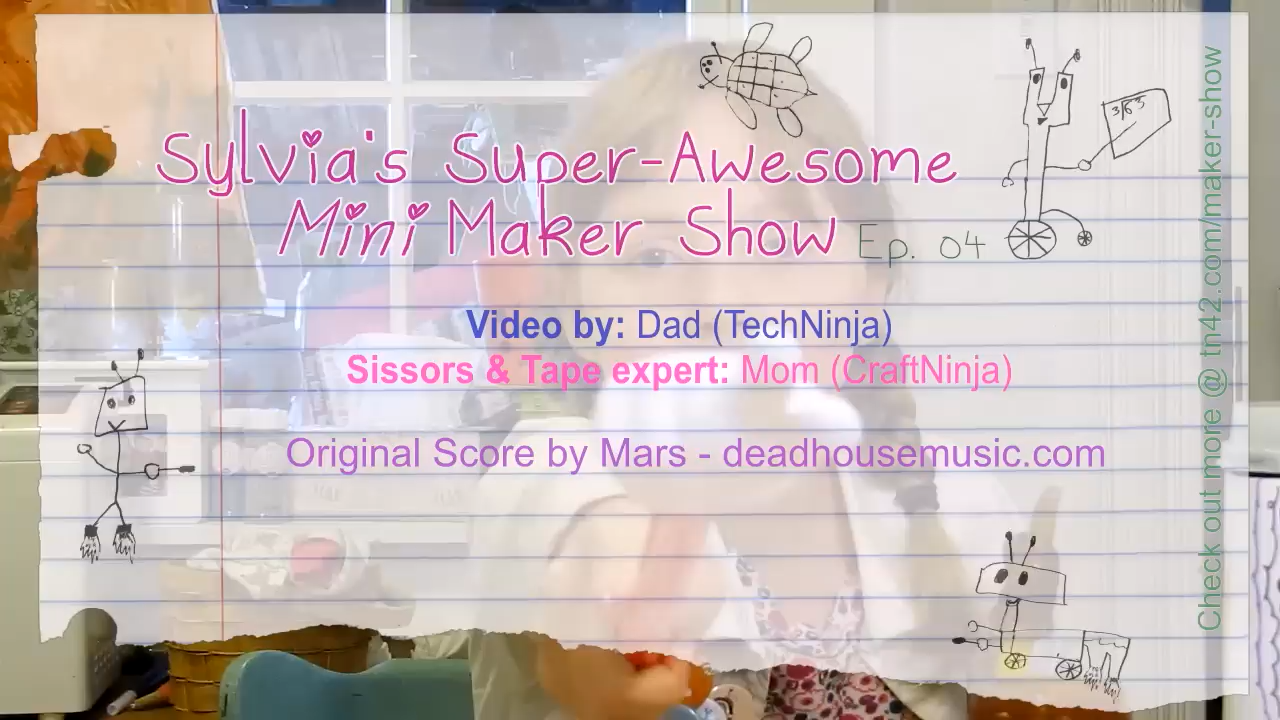 Sylvia's Super-Awesome
Mini Maker Show Ep. 04
Video by: Dad (TechNinja)
Sissors & Tape expert: Mom (CraftNinja)
Original Score by Mars - deadhousemusic.com
Check out more @ tn42.com/maker-show